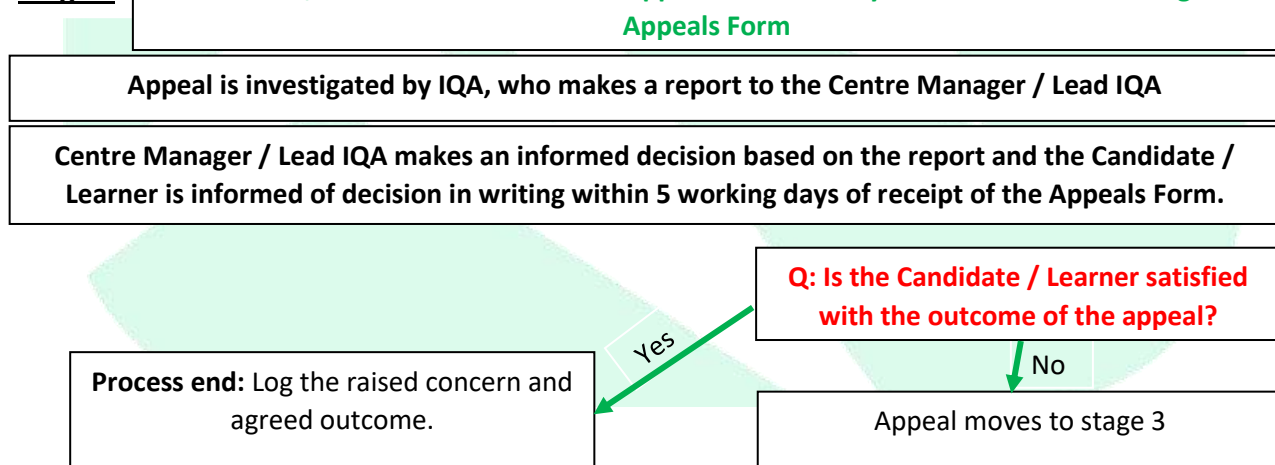 Appeals Form
Appeal is investigated by IQA, who makes a report to the Centre Manager / Lead IQA
Centre Manager / Lead IQA makes an informed decision based on the report and the Candidate /
Learner is informed of decision in writing within 5 working days of receipt of the Appeals Form.
Q: Is the Candidate / Learner satisfied
with the outcome of the appeal?
Yes
No
Process end: Log the raised concern and
agreed outcome.
Appeal moves to stage 3